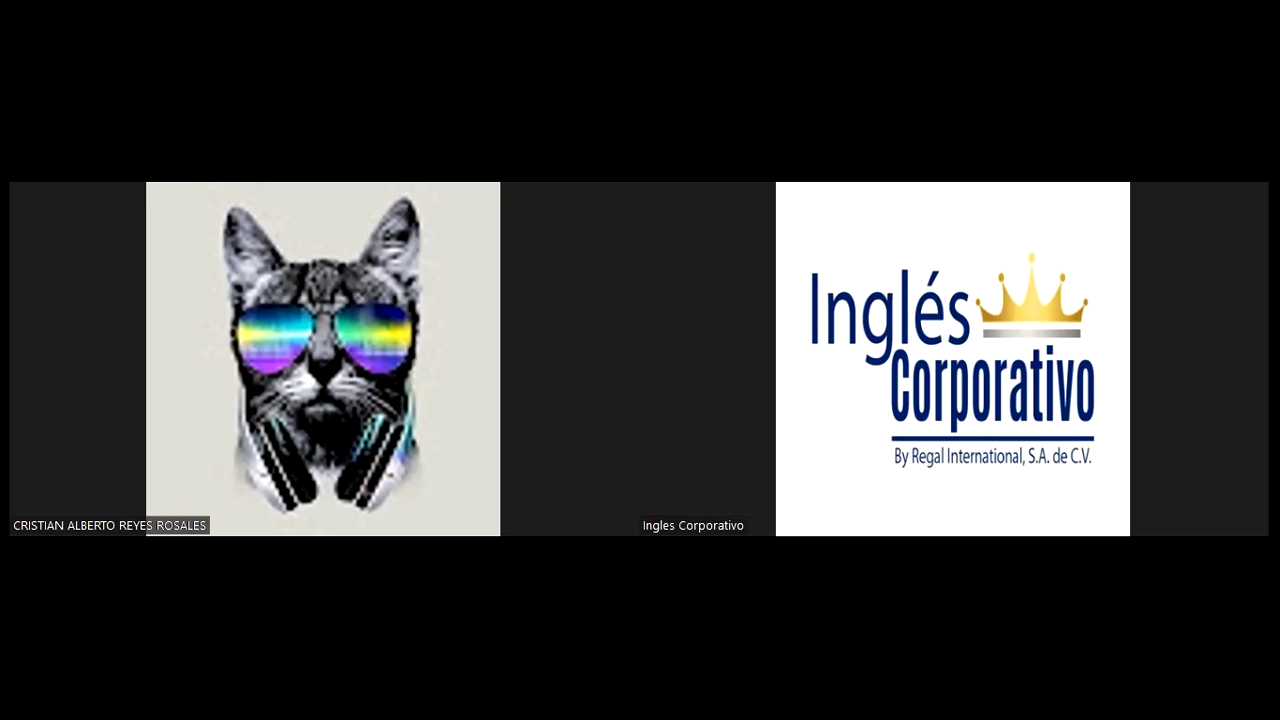 Inglés
Corporativo
By Regal International, S.A. de C.V.
CRISTIAN ALBERTO REYES ROSALES
Ingles Corporativo